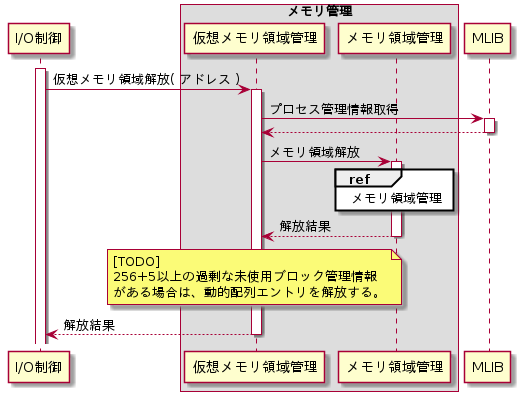 メモリ管理
I/O制御
仮想メモリ領域管理
メモリ領域管理
MLIB
仮想メモリ領域解放( アドレス )
プロセス管理情報取得
メモリ領域解放
ref
メモリ領域管理
解放結果
[TODO]
256+5以上の過剰な未使用ブロック管理情報
がある場合は、動的配列エントリを解放する。
解放結果
I/O制御
仮想メモリ領域管理
メモリ領域管理
MLIB